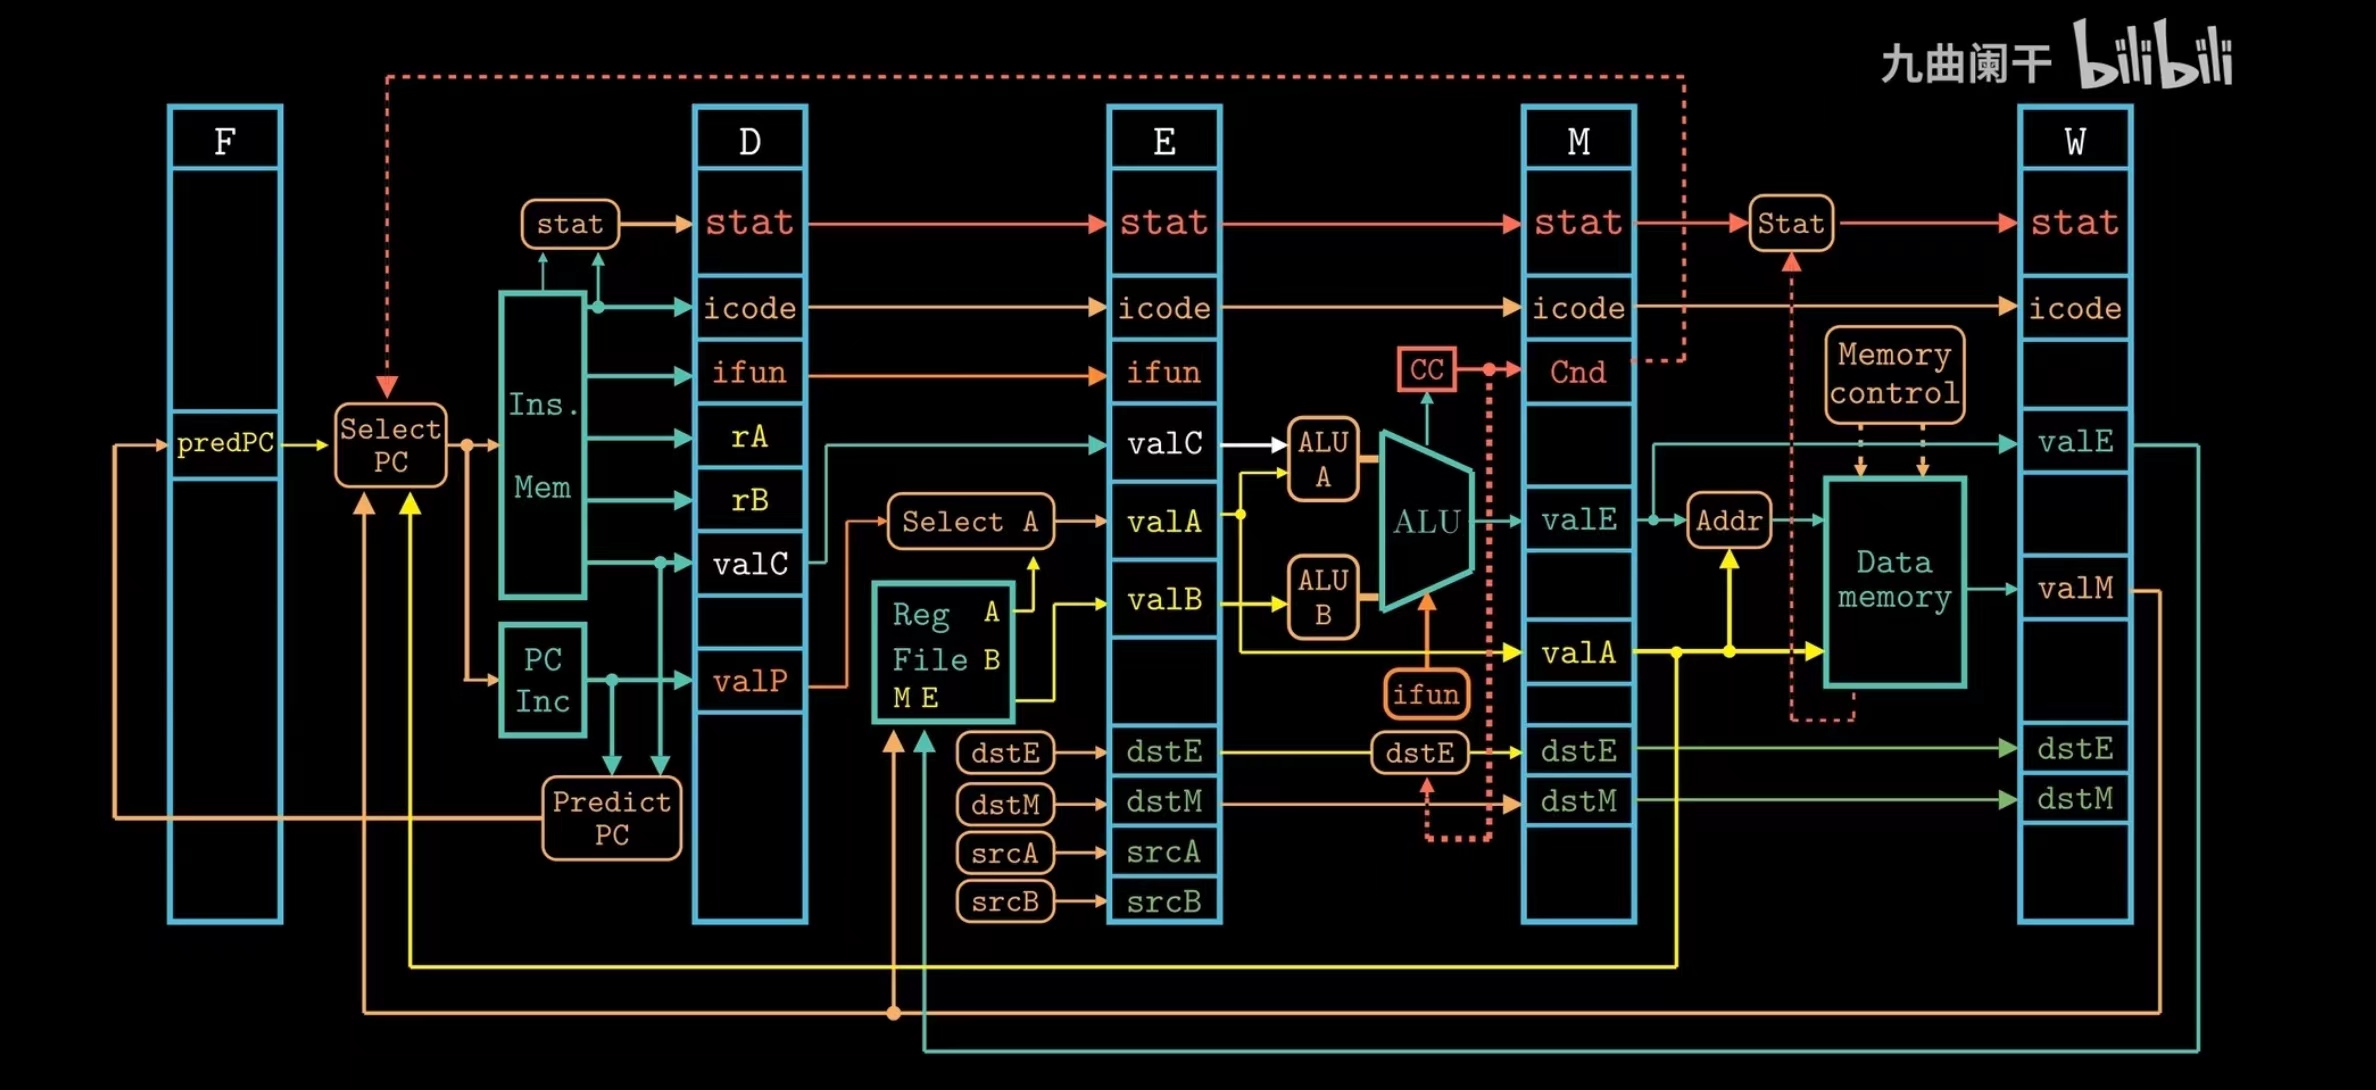 九曲阑干 bilibili
F
predPC
Select
PC
stat
Ins.
Mem
PC
Inc
Predict
PC
D
stat
icode
ifun
rA
rB
valC
valP
Select A
Reg A
File B
M E
dstE
dstM
srcA
srcB
E
stat
icode
ifun
valC
valA
valB
dstE
dstM
srcA
srcB
ALU
A
ALU
B
CC
ALU
ifun
dstE
M
stat
icode
Cnd
valE
valA
dstE
dstM
Stat
Memory
control
Addr
Data
memory
W
stat
icode
valE
valM
dstE
dstM